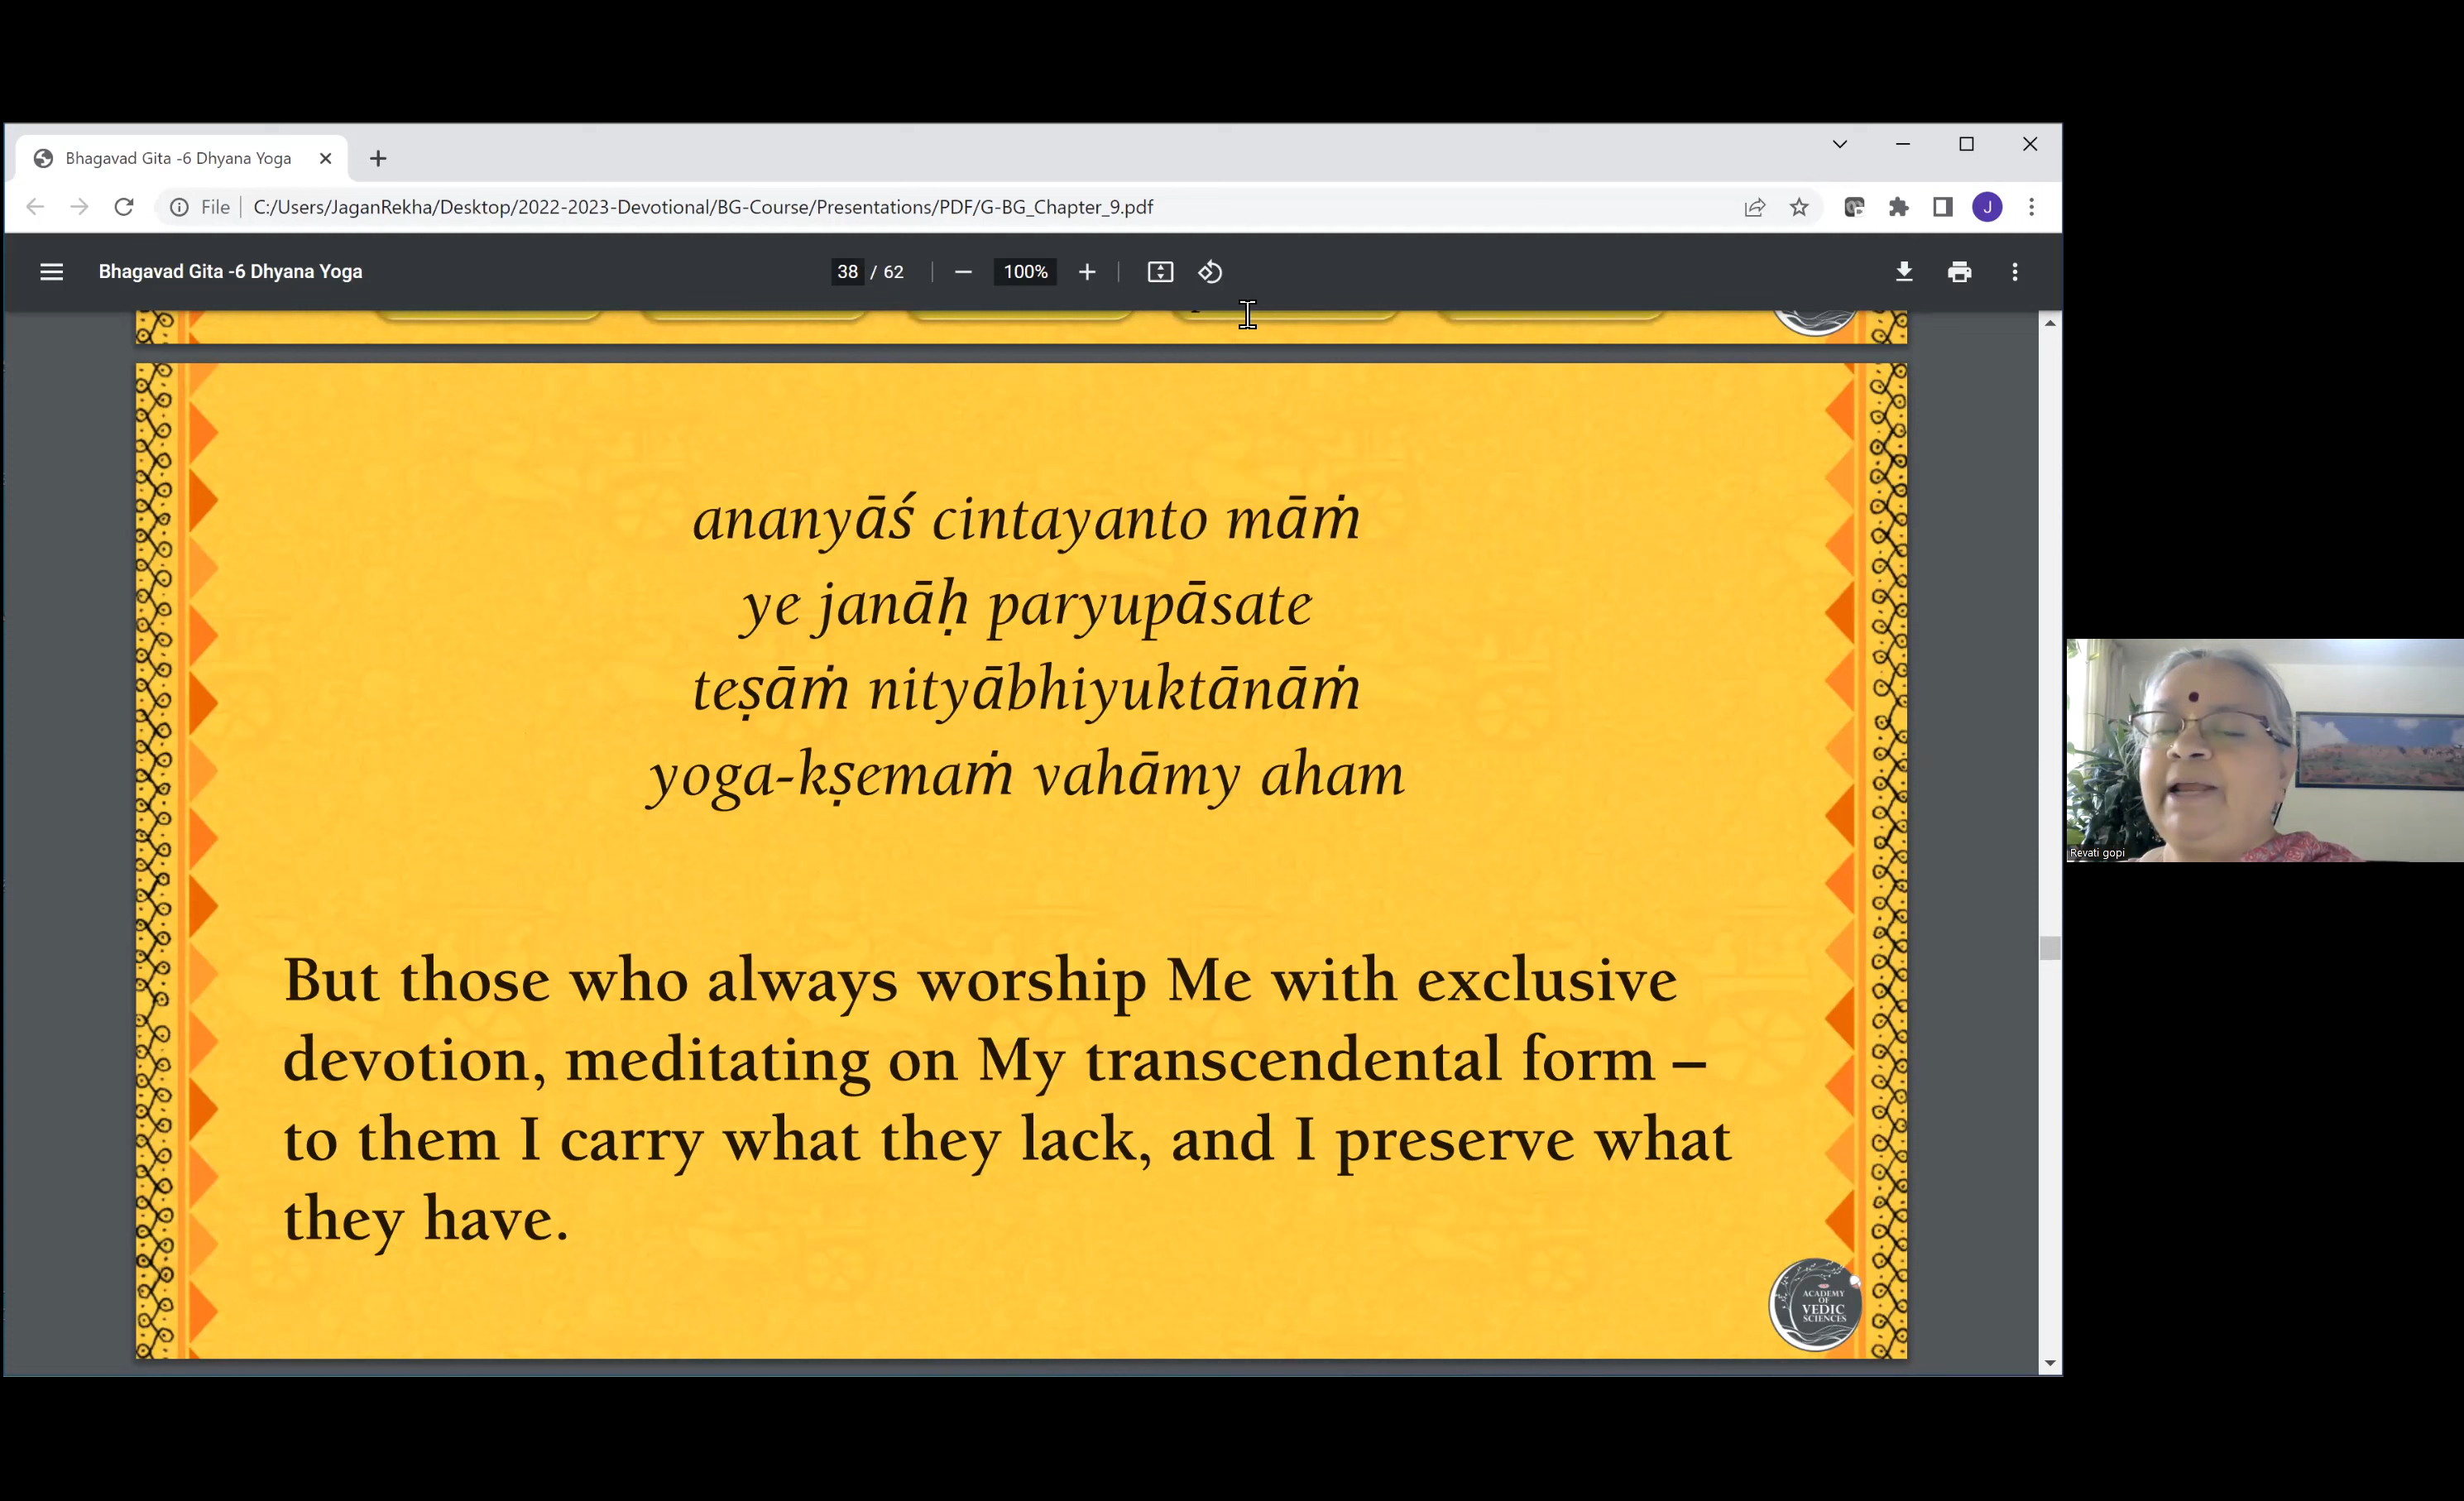 Bhagavad Gita -6 Dhyana Yoga
File
C:/Users/JaganRekha/Desktop/2022-2023-Devotional/BG-Course/Presentations/PDF/G-BG_Chapter_9.pdf
J
Bhagavad Gita -6 Dhyana Yoga
38 / 62
100%
ananyāś cintayanto māṁ
ye janāḥ paryupāsate
teṣāṁ nityābhiyuktānāṁ
yoga-kṣemaṁ vahāmy aham
But those who always worship Me with exclusive
devotion, meditating on My transcendental form –
to them I carry what they lack, and I preserve what
they have.
ACADEMY
OF
VEDIC
SCIENCES
Revati gopi